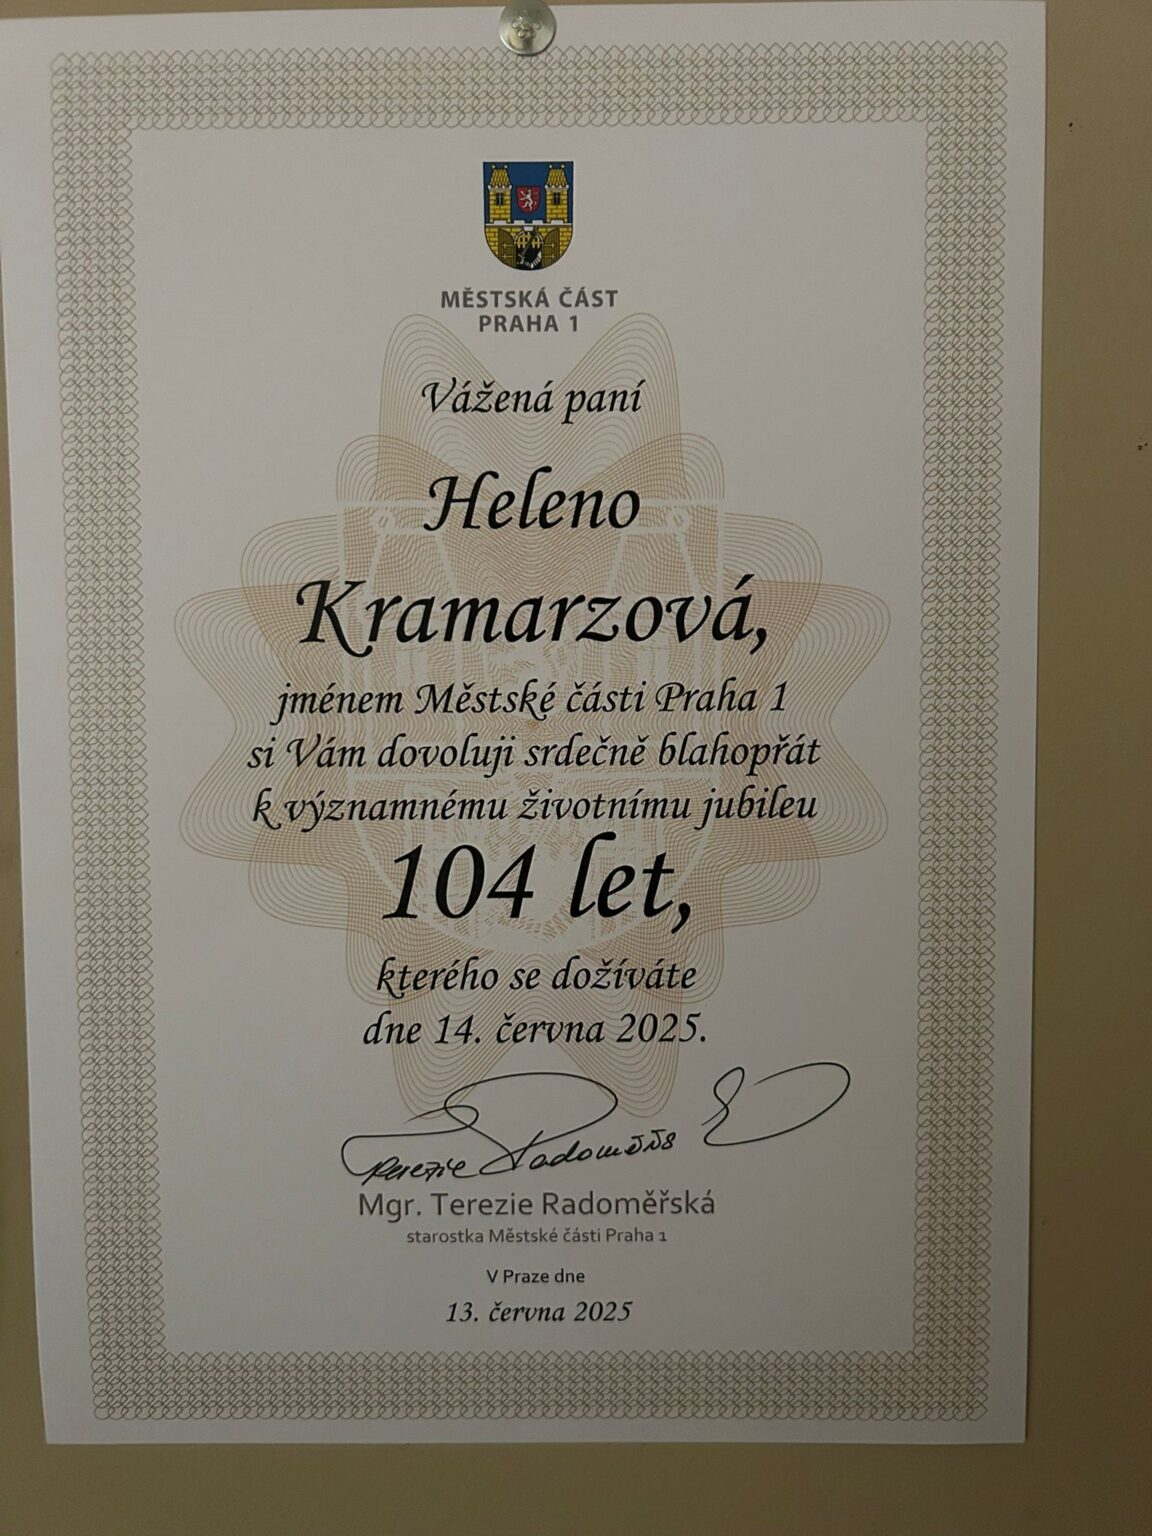 MĚSTSKÁ ČÁST
PRAHA 1
Vážená paní
Heleno
Kramarzová,
jménem Městské části Praha 1
si Vám dovoluji srdečně blahopřát
k významnému životnímu jubileu
104 let,
kterého se dožíváte
dne 14. června 2025.
Terezie Radoměřská
Mgr. Terezie Radoměřská
starostka Městské části Praha 1
V Praze dne
13. června 2025